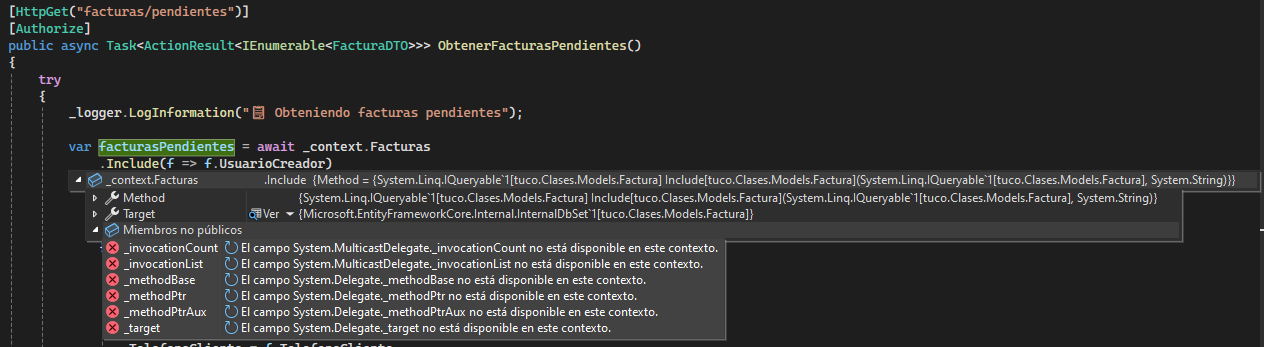 [HttpGet("facturas/pendientes")]
[Authorize]
public async Task<ActionResult<IEnumerable<FacturaDTO>>> ObtenerFacturasPendientes()
{
try
{
_logger.LogInformation("📋 Obteniendo facturas pendientes");
var facturasPendientes = await _context.Facturas
.Include(f => f.UsuarioCreador)
_context.Facturas .Include {Method = {System.Linq.IQueryable`1[tuco.Clases.Models.Factura] Include[tuco.Clases.Models.Factura](System.Linq.IQueryable`1[tuco.Clases.Models.Factura], System.String)}}
Method {System.Linq.IQueryable`1[tuco.Clases.Models.Factura] Include[tuco.Clases.Models.Factura](System.Linq.IQueryable`1[tuco.Clases.Models.Factura], System.String)}
Target Ver {Microsoft.EntityFrameworkCore.Internal.InternalDbSet`1[tuco.Clases.Models.Factura]}
Miembros no públicos
_invocationCount El campo System.MulticastDelegate._invocationCount no está disponible en este contexto.
_invocationList El campo System.MulticastDelegate._invocationList no está disponible en este contexto.
_methodBase El campo System.Delegate._methodBase no está disponible en este contexto.
_methodPtr El campo System.Delegate._methodPtr no está disponible en este contexto.
_methodPtrAux El campo System.Delegate._methodPtrAux no está disponible en este contexto.
_target El campo System.Delegate._target no está disponible en este contexto.